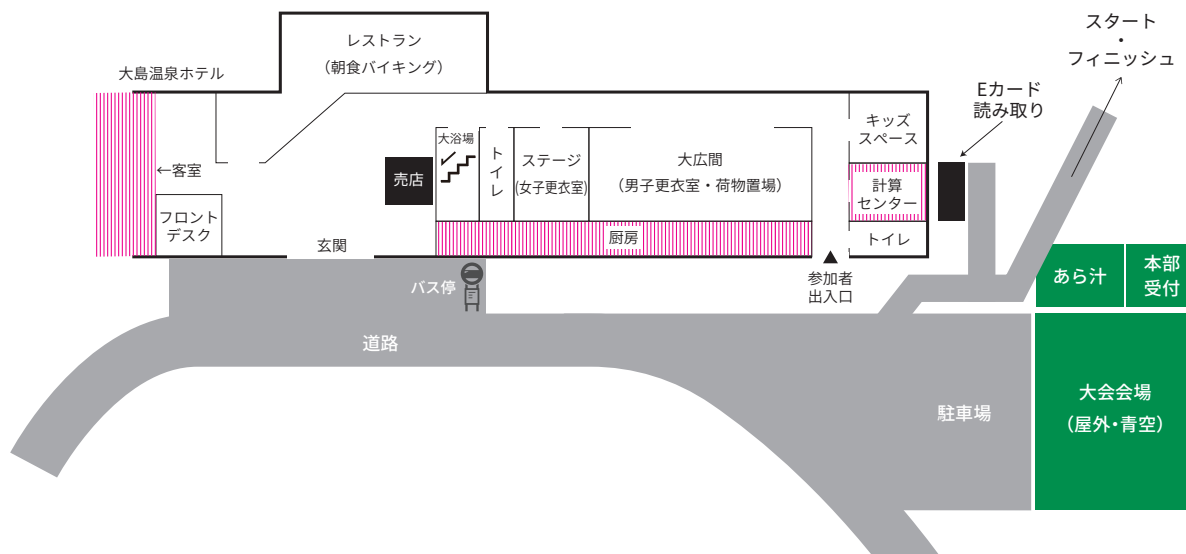 スタート
・
フィニッシュ
レストラン
（朝食バイキング）
大島温泉ホテル
Eカード
読み取り
キッズ
スペース
大浴場
トイレ
ステージ
（女子更衣室）
大広間
（男子更衣室・荷物置場）
←客室
売店
計算
センター
フロント
デスク
厨房
トイレ
玄関
参加者
出入口
バス停
あら汁
本部
受付
道路
大会会場
（屋外・青空）
駐車場